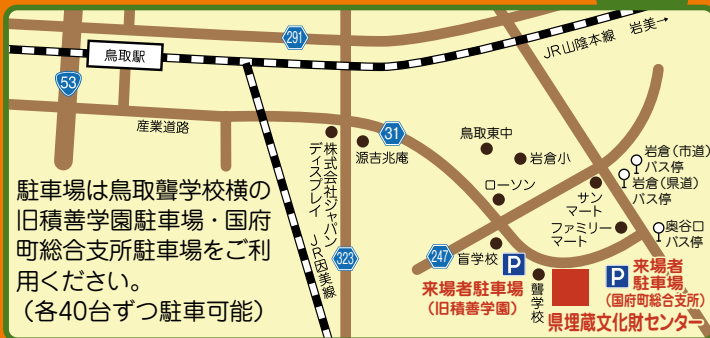 291
鳥取駅
JR山陰本線 岩美→
53
産業道路
31
源吉兆庵
株式会社ジャパン
ディスプレイ
JR因美線
323
鳥取東中
岩倉小
ローソン
サン
マート
ファミリー
マート
岩倉(市道)
バス停
岩倉(県道)
バス停
奥谷口
バス停
247
盲学校
P
聾学校
P
来場者駐車場
(旧積善学園)
来場者
駐車場
(国府町総合支所)
県埋蔵文化財センター
駐車場は鳥取聾学校横の
旧積善学園駐車場・国府
町総合支所駐車場をご利
用ください。
(各40台ずつ駐車可能)